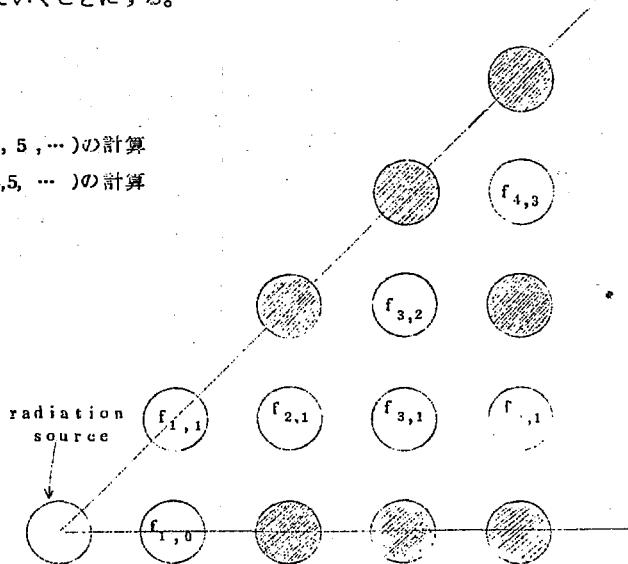 いくことにする。
, 5 , … )の計算
,5, … )の計算
f4,3
f3,2
radiation
source
f1,1
f2,1
f3,1
,1
f1,0